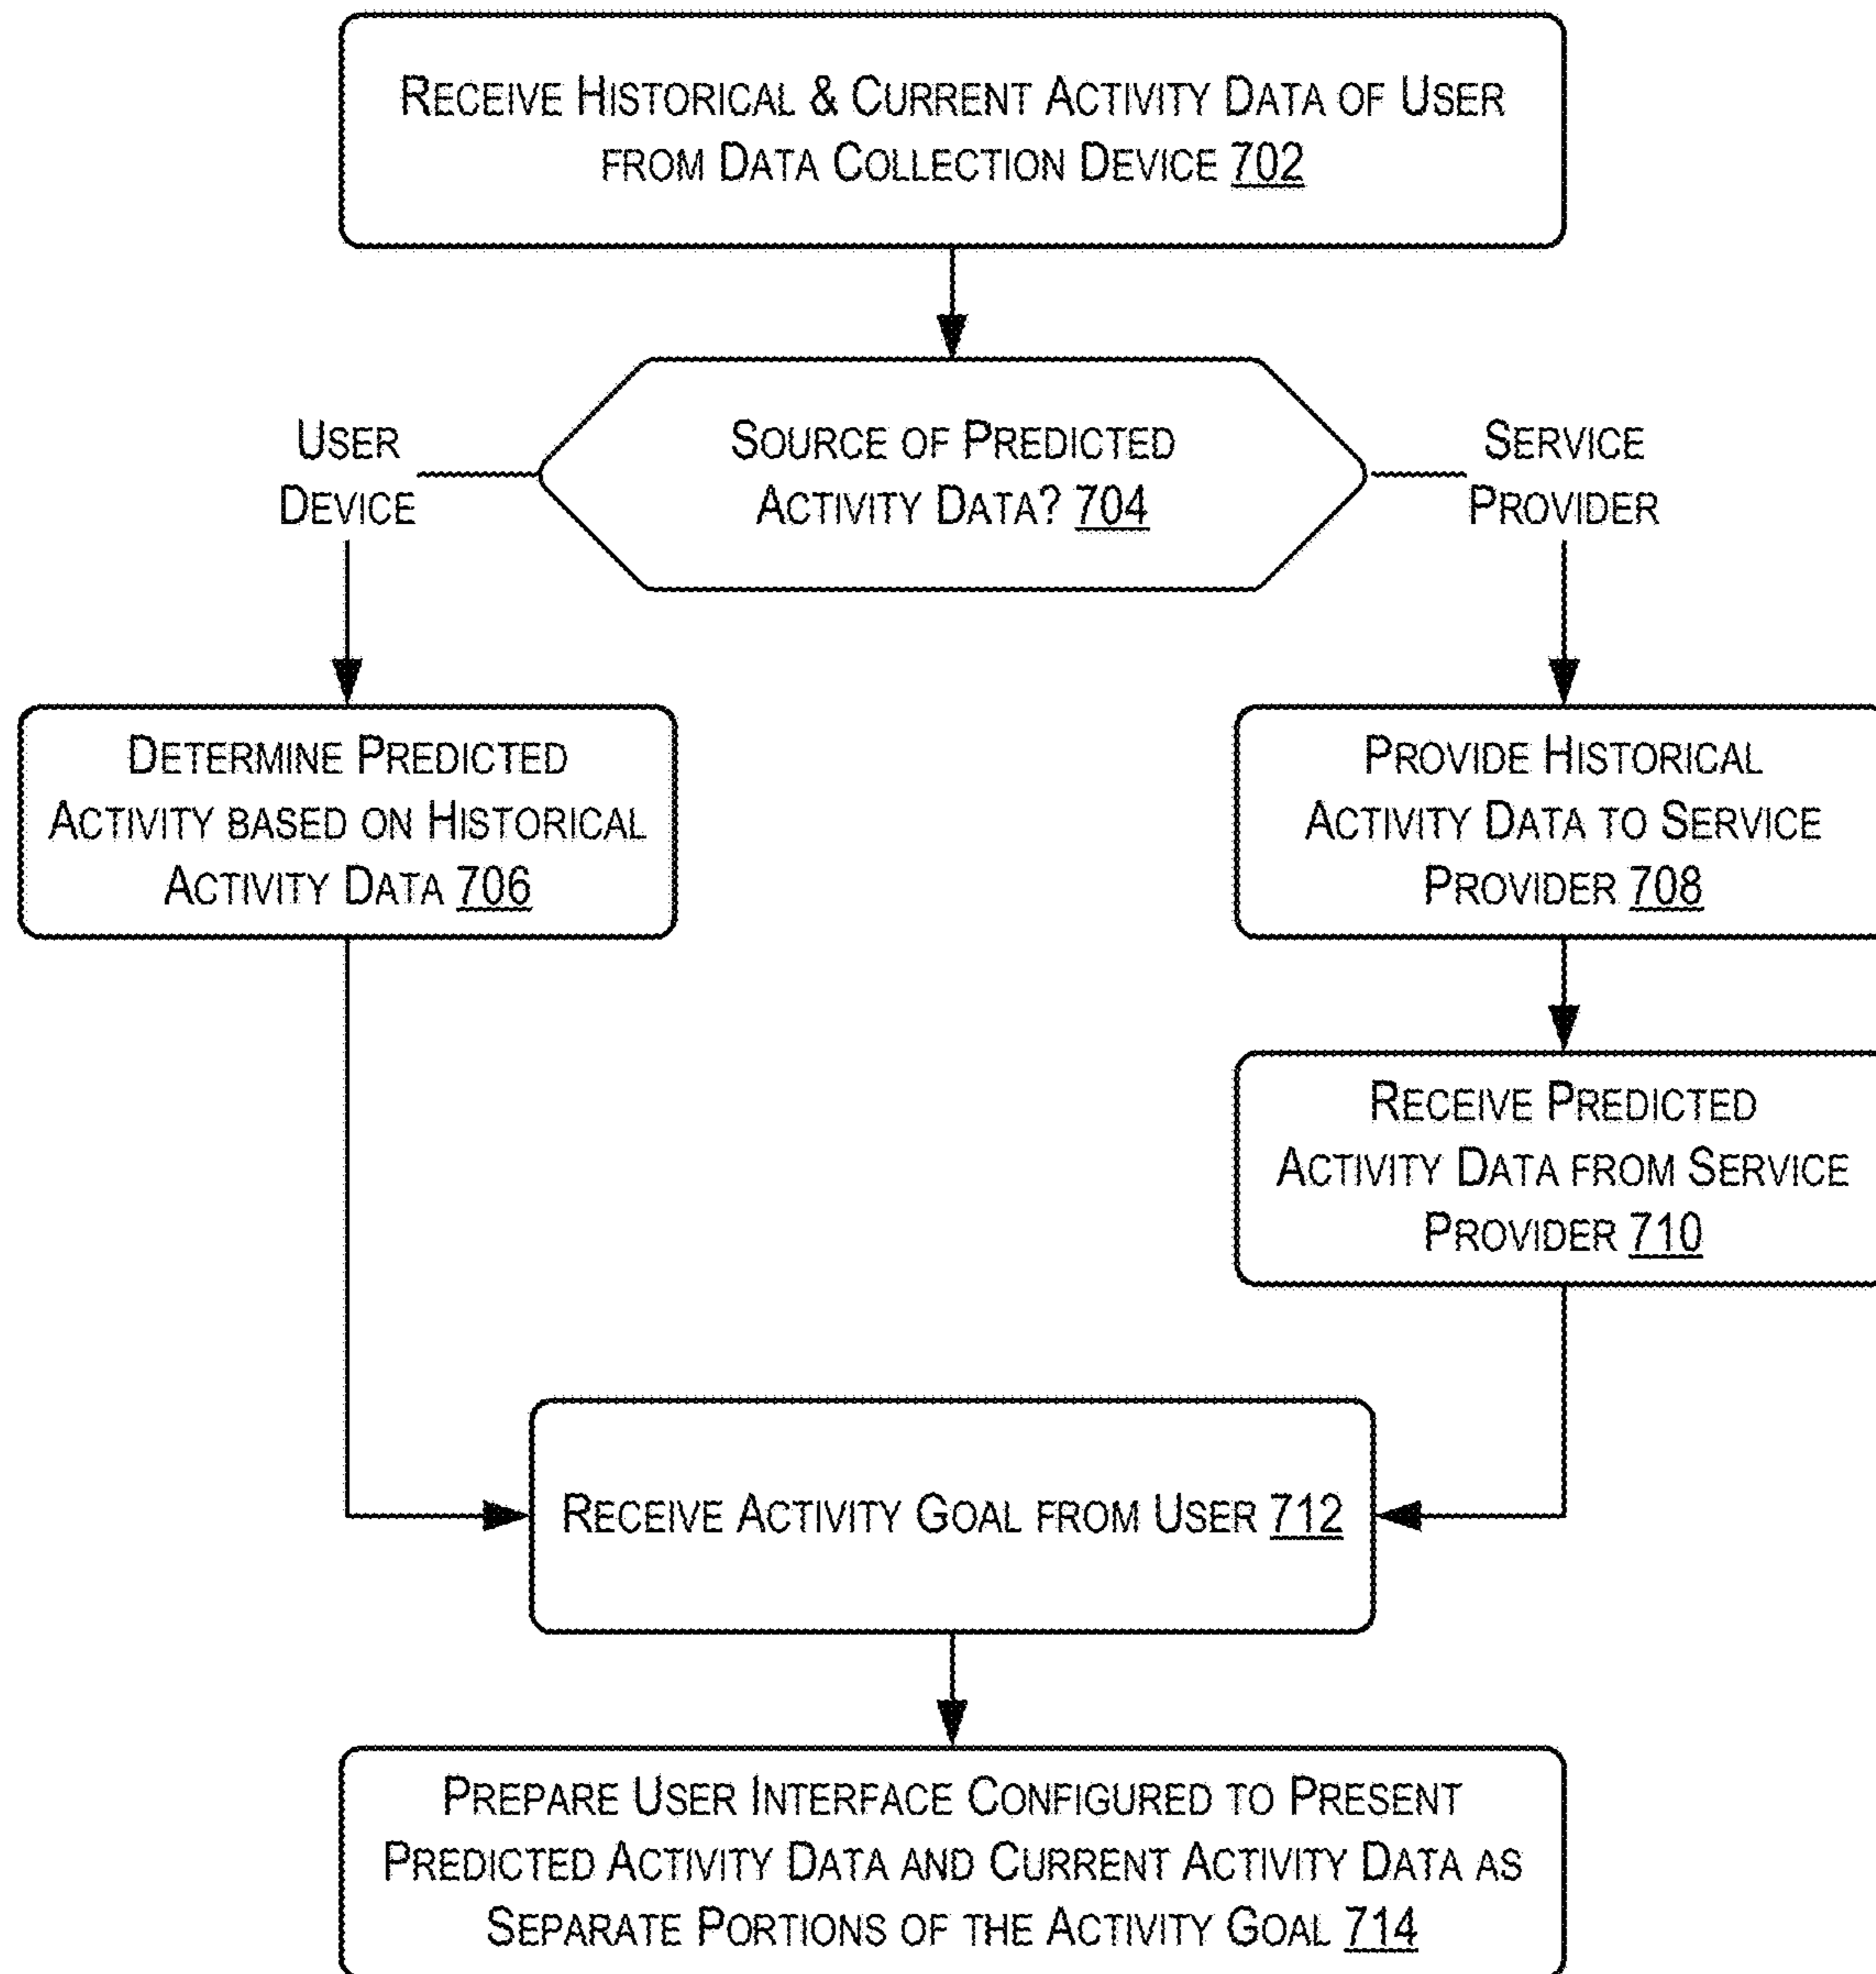 RECEIVE HISTORICAL & CURRENT ACTIVITY DATA OF USER
FROM DATA COLLECTION DEVICE 702
USER
DEVICE
SOURCE OF PREDICTED
ACTIVITY DATA? 704
SERVICE
PROVIDER
DETERMINE PREDICTED
ACTIVITY BASED ON HISTORICAL
ACTIVITY DATA 706
PROVIDE HISTORICAL
ACTIVITY DATA TO SERVICE
PROVIDER 708
RECEIVE PREDICTED
ACTIVITY DATA FROM SERVICE
PROVIDER 710
RECEIVE ACTIVITY GOAL FROM USER 712
PREPARE USER INTERFACE CONFIGURED TO PRESENT
PREDICTED ACTIVITY DATA AND CURRENT ACTIVITY DATA AS
SEPARATE PORTIONS OF THE ACTIVITY GOAL 714